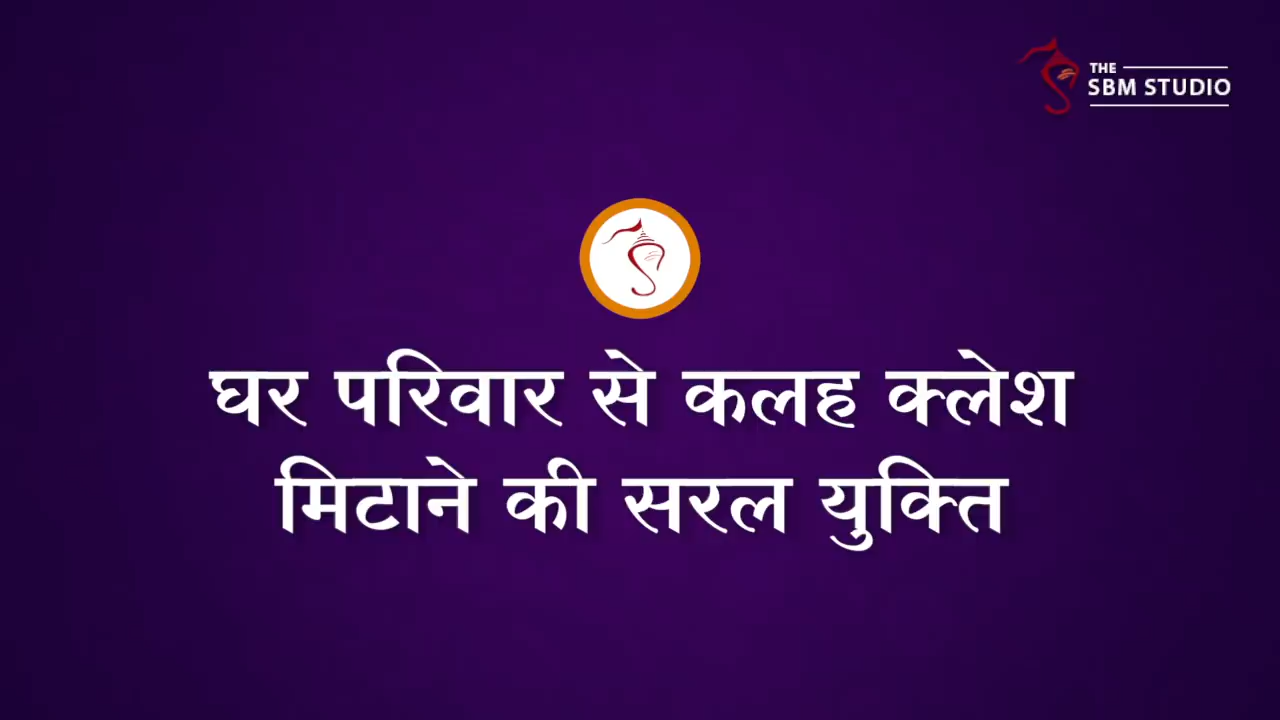 THE
SBM STUDIO
घर परिवार से कलह क्लेश
मिटाने की सरल युक्ति